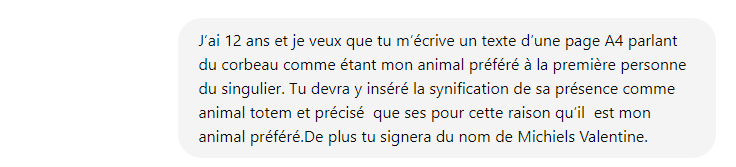 J’ai 12 ans et je veux que tu m’écrive un texte d’une page A4 parlant
du corbeau comme étant mon animal préféré à la première personne
du singulier. Tu devra y inséré la synification de sa présence comme
animal totem et précisé  que ses pour cette raison qu’il  est mon
animal préféré.De plus tu signera du nom de Michiels Valentine.